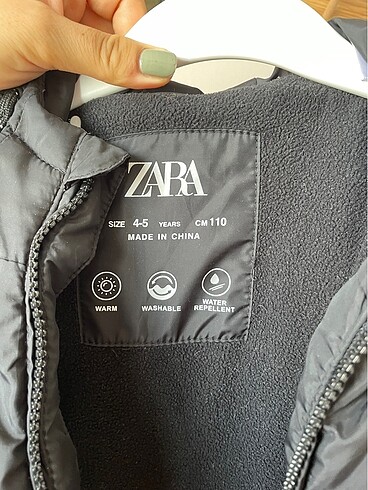 ZARA
SIZE 4-5 YEARS CM 110
MADE IN CHINA
WARM
WASHABLE
WATER
REPELLENT